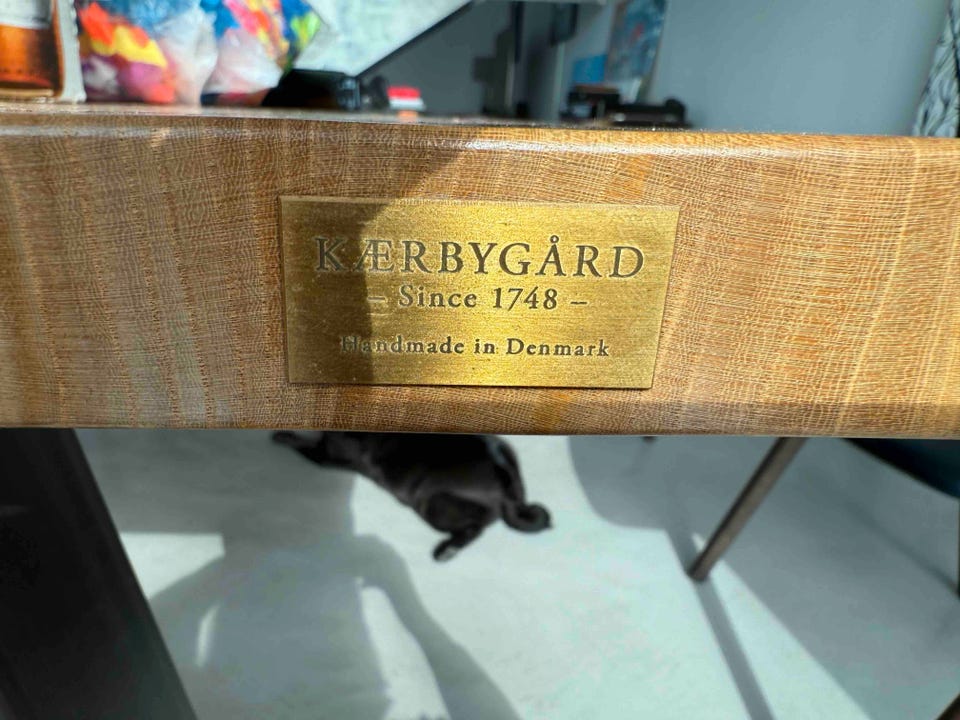 KÆRBYGÅRD
– Since 1748 –
Handmade in Denmark